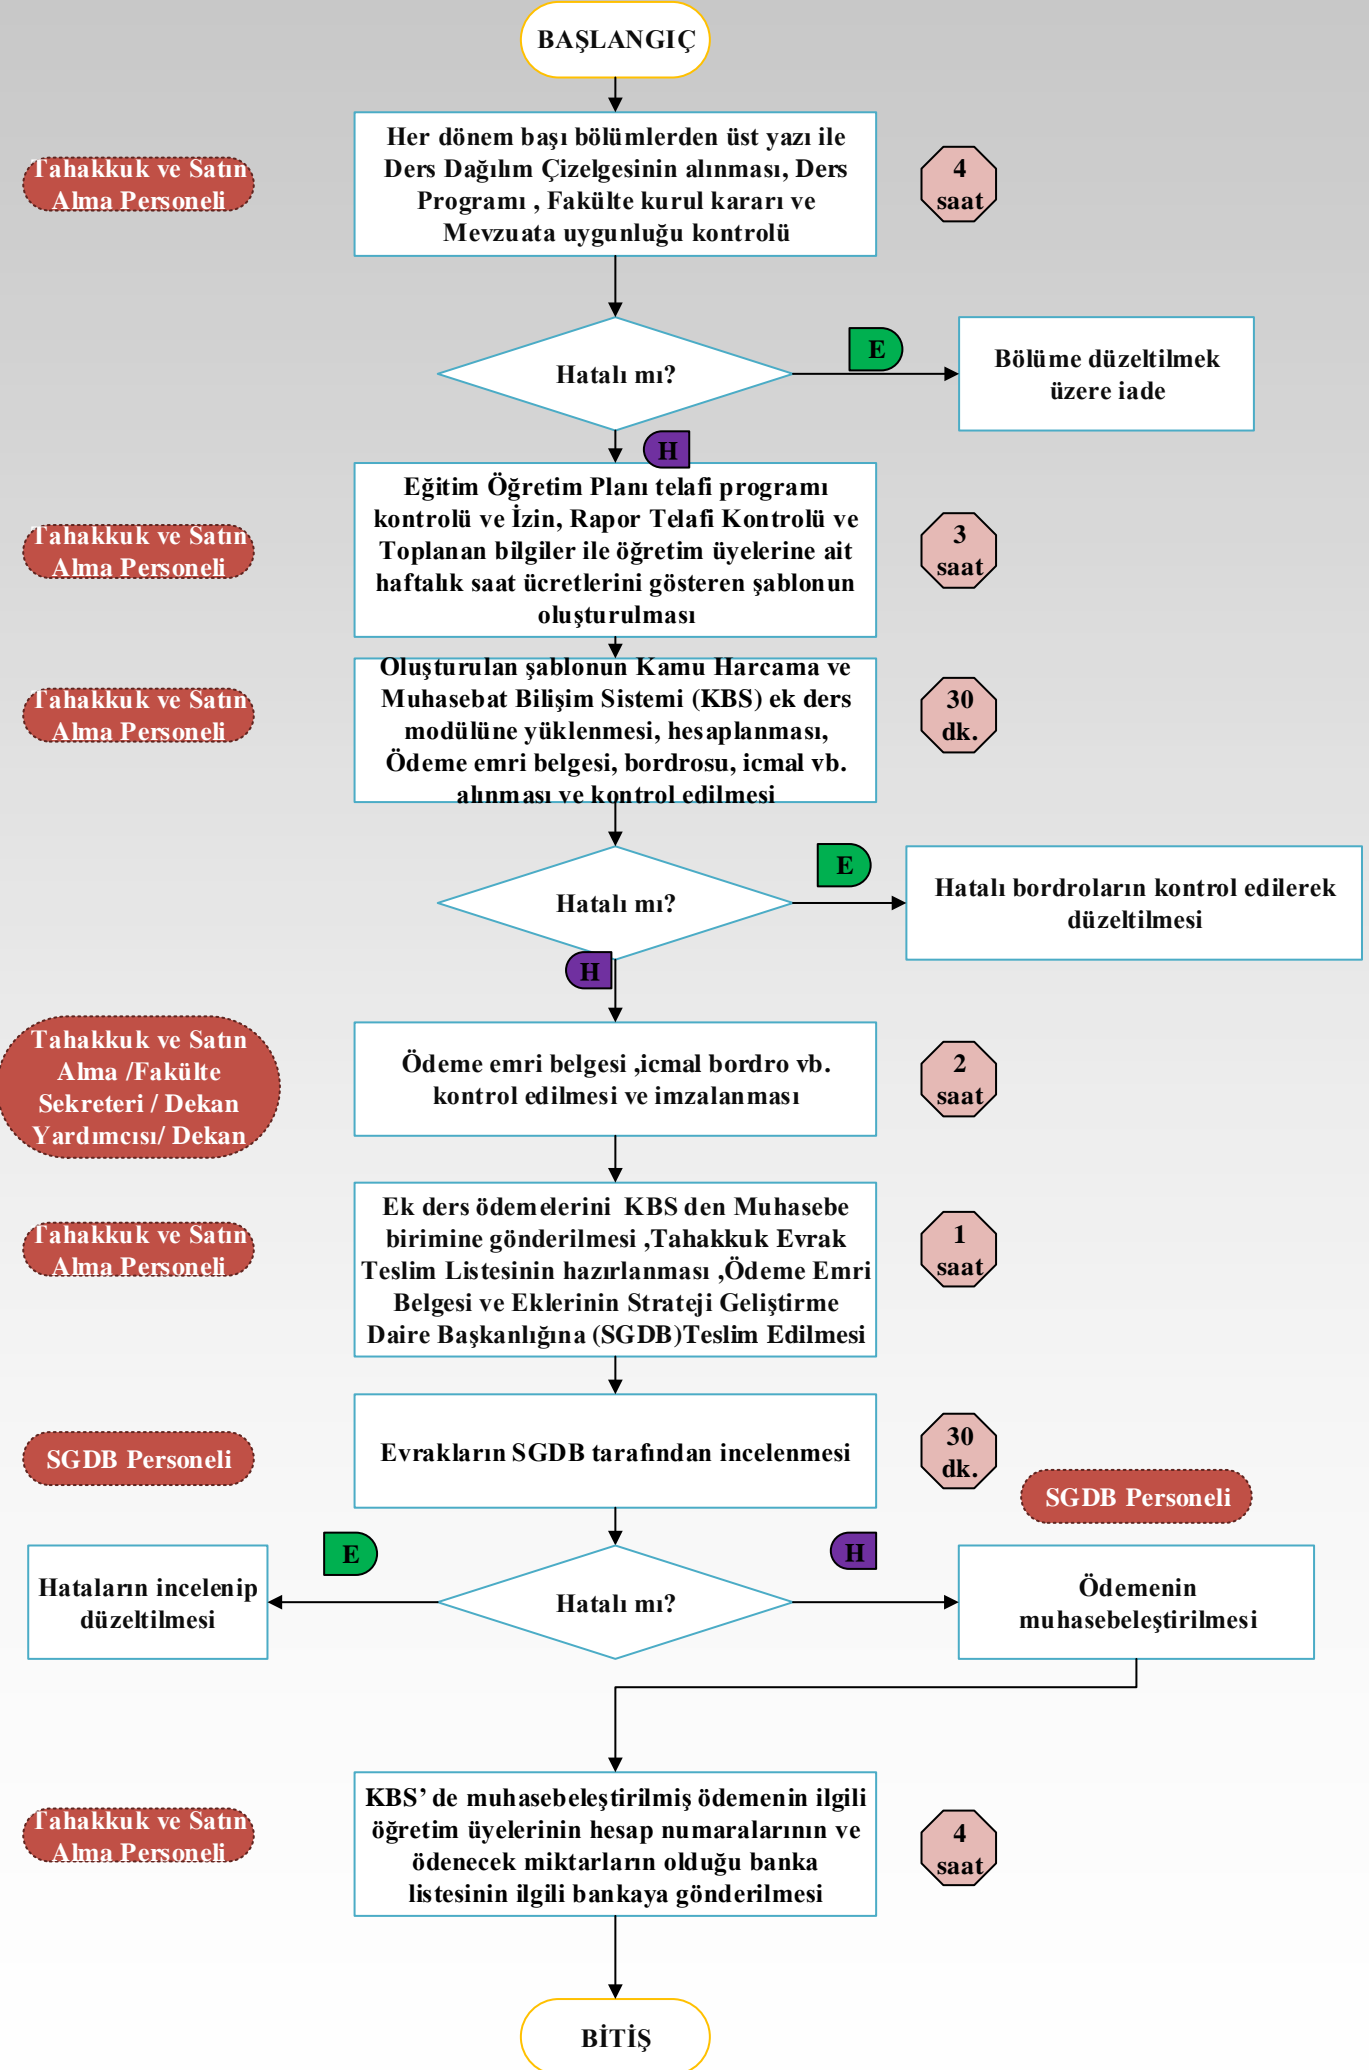 BAŞLANGIÇ
Tahakkuk ve Satın
Alma Personeli
Her dönem başı bölümlerden üst yazı ile
Ders Dağılım Çizelgesinin alınması, Ders
Programı , Fakülte kurul kararı ve
Mevzuata uygunluğu kontrolü
4
saat
Hatalı mı?
E
Bölüme düzeltilmek
üzere iade
H
Tahakkuk ve Satın
Alma Personeli
Eğitim Öğretim Planı telafi programı
kontrolü ve İzin, Rapor Telafi Kontrolü ve
Toplanan bilgiler ile öğretim üyelerine ait
haftalık saat ücretlerini gösteren şablonun
oluşturulması
3
saat
Tahakkuk ve Satın
Alma Personeli
Oluşturulan şablonun Kamu Harcama ve
Muhasebat Bilişim Sistemi (KBS) ek ders
modülüne yüklenmesi, hesaplanması,
Ödeme emri belgesi, bordrosu, icmal vb.
alınması ve kontrol edilmesi
30
dk.
Hatalı mı?
E
Hatalı bordroların kontrol edilerek
düzeltilmesi
H
Tahakkuk ve Satın
Alma /Fakülte
Sekreteri / Dekan
Yardımcısı/ Dekan
Ödeme emri belgesi ,icmal bordro vb.
kontrol edilmesi ve imzalanması
2
saat
Tahakkuk ve Satın
Alma Personeli
Ek ders ödemelerini KBS den Muhasebe
birimine gönderilmesi ,Tahakkuk Evrak
Teslim Listesinin hazırlanması ,Ödeme Emri
Belgesi ve Eklerinin Strateji Geliştirme
Daire Başkanlığına (SGDB)Teslim Edilmesi
1
saat
SGDB Personeli
Evrakların SGDB tarafından incelenmesi
30
dk.
SGDB Personeli
Hataların incelenip
düzeltilmesi
E
Hatalı mı?
H
Ödemenin
muhasebeleştirilmesi
Tahakkuk ve Satın
Alma Personeli
KBS’ de muhasebeleştirilmiş ödemenin ilgili
öğretim üyelerinin hesap numaralarının ve
ödenecek miktarların olduğu banka
listesinin ilgili bankaya gönderilmesi
4
saat
BİTİŞ